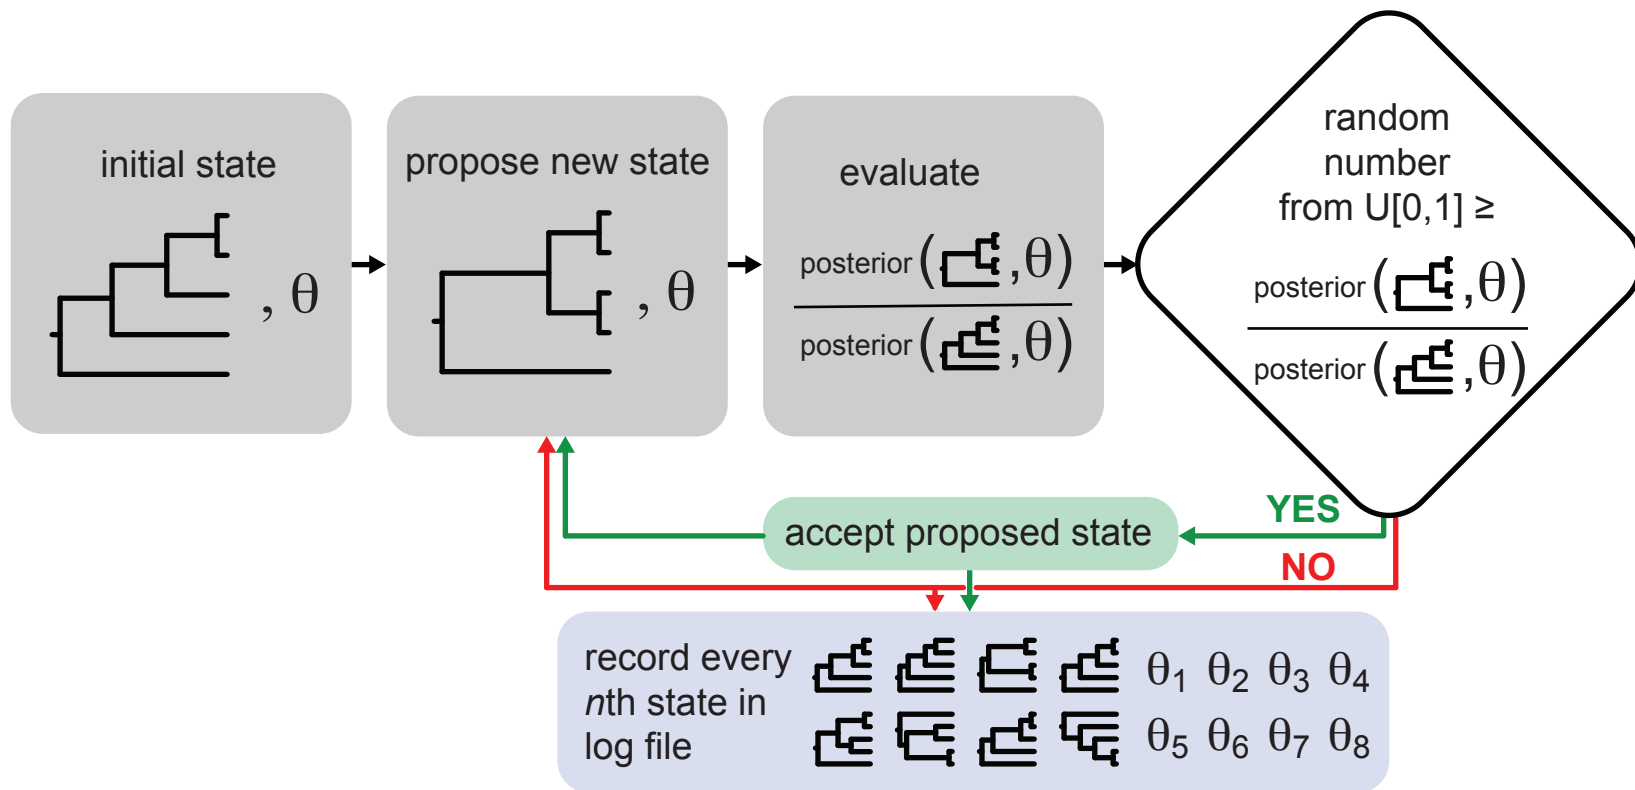 initial state
, θ
propose new state
, θ
evaluate
posterior ( , θ)
posterior ( , θ)
random
number
from U[0,1] ≥
posterior ( , θ)
posterior ( , θ)
YES
accept proposed state
NO
record every
nth state in
log file
θ1 θ2 θ3 θ4
θ5 θ6 θ7 θ8